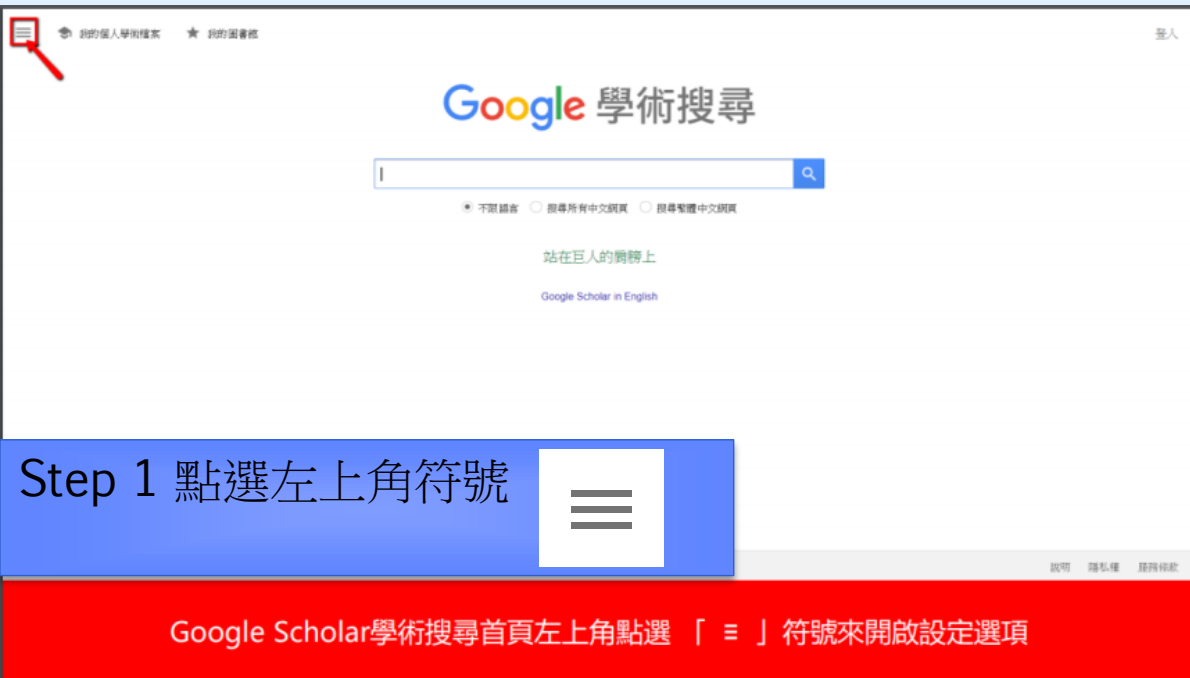 我的個人學術檔案 我的圖書館 登入
Google 學術搜尋
不限語言 搜尋所有中文網頁 搜尋繁體中文網頁
站在巨人的肩膀上
Google Scholar in English
Step 1 點選左上角符號
說明 隱私權 服務條款
Google Scholar學術搜尋首頁左上角點選 「 ≡ 」符號來開啟設定選項